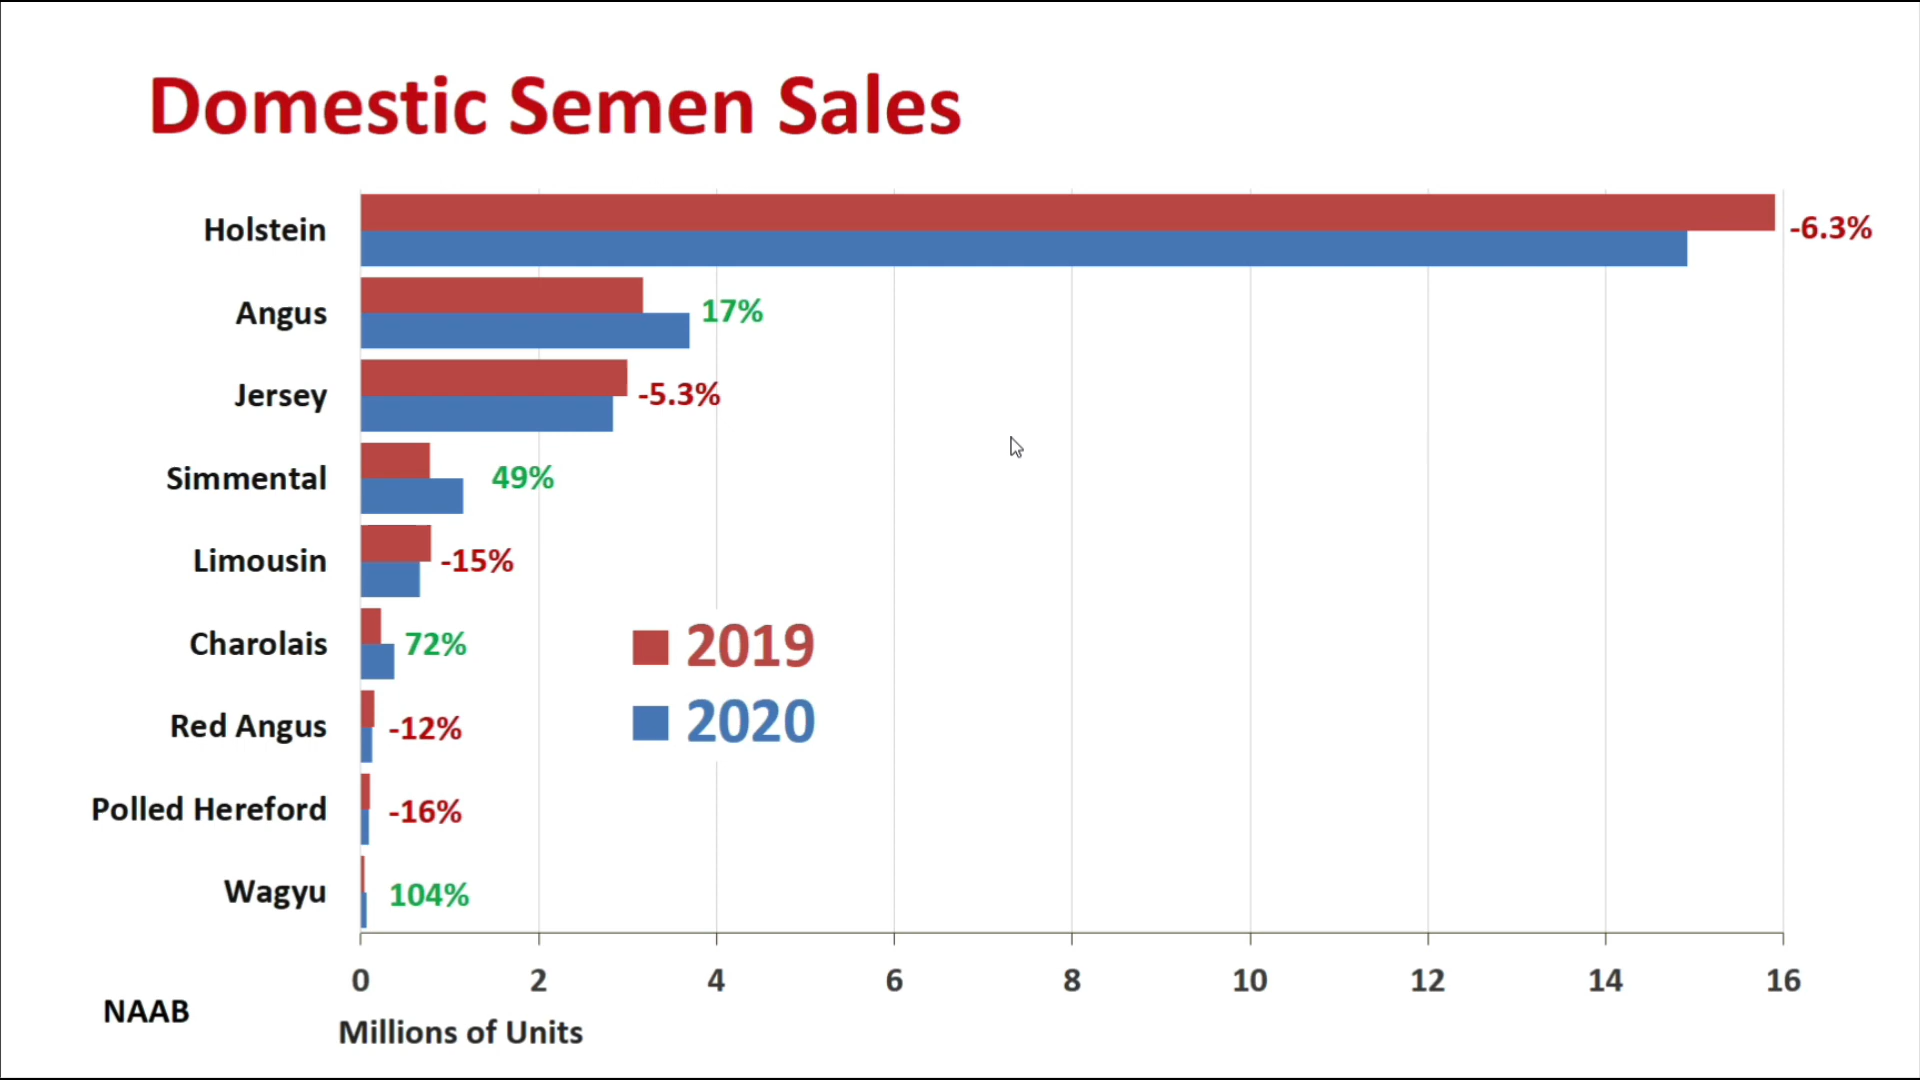 Domestic Semen Sales
Holstein
-6.3%
Angus
17%
Jersey
-5.3%
Simmental
49%
Limousin
-15%
Charolais
72%
2019
Red Angus
-12%
2020
Polled Hereford
-16%
Wagyu
104%
0 2 4 6 8 10 12 14 16
NAAB
Millions of Units